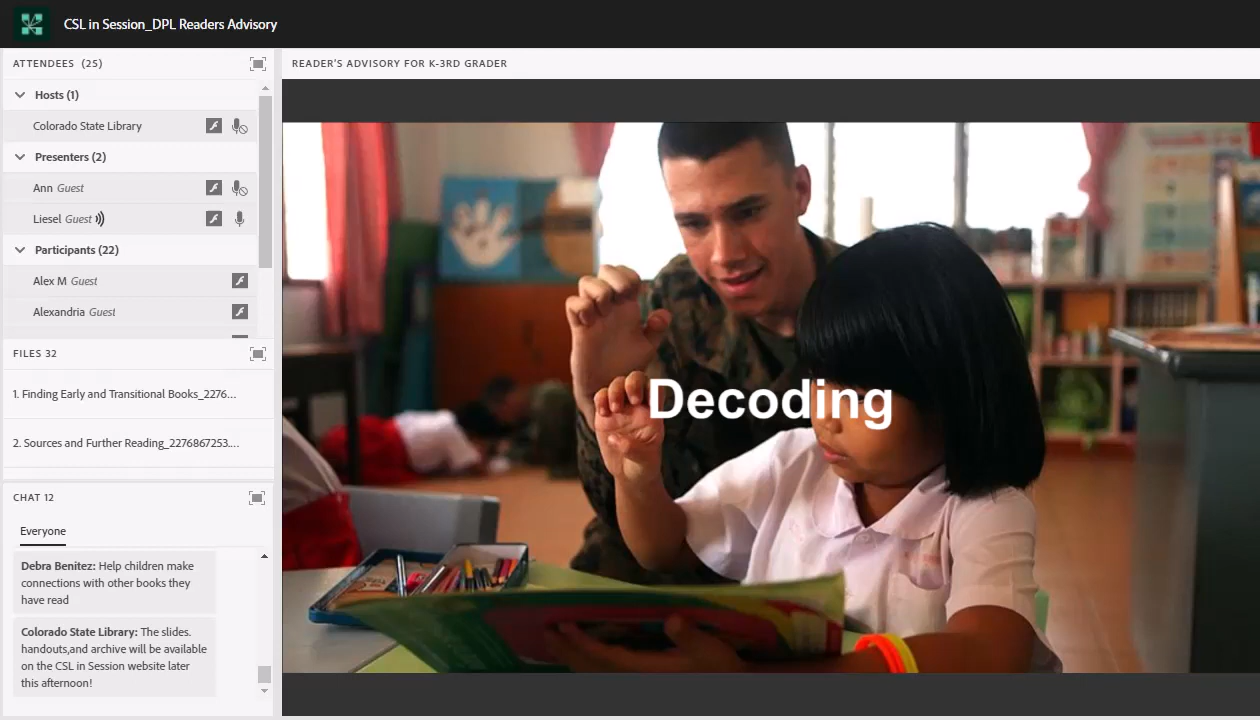 CSL in Session_DPL Readers Advisory
ATTENDEES (25)
Hosts (1)
Colorado State Library
Presenters (2)
Ann Guest
Liesel Guest
Participants (22)
Alex M Guest
Alexandria Guest
FILES 32
1. Finding Early and Transitional Books_2276...
2. Sources and Further Reading_2276867253....
CHAT 12
Everyone
Debra Benitez: Help children make
connections with other books they
have read
Colorado State Library: The slides.
handouts,and archive will be available
on the CSL in Session website later
this afternoon!
READER'S ADVISORY FOR K-3RD GRADER
Decoding